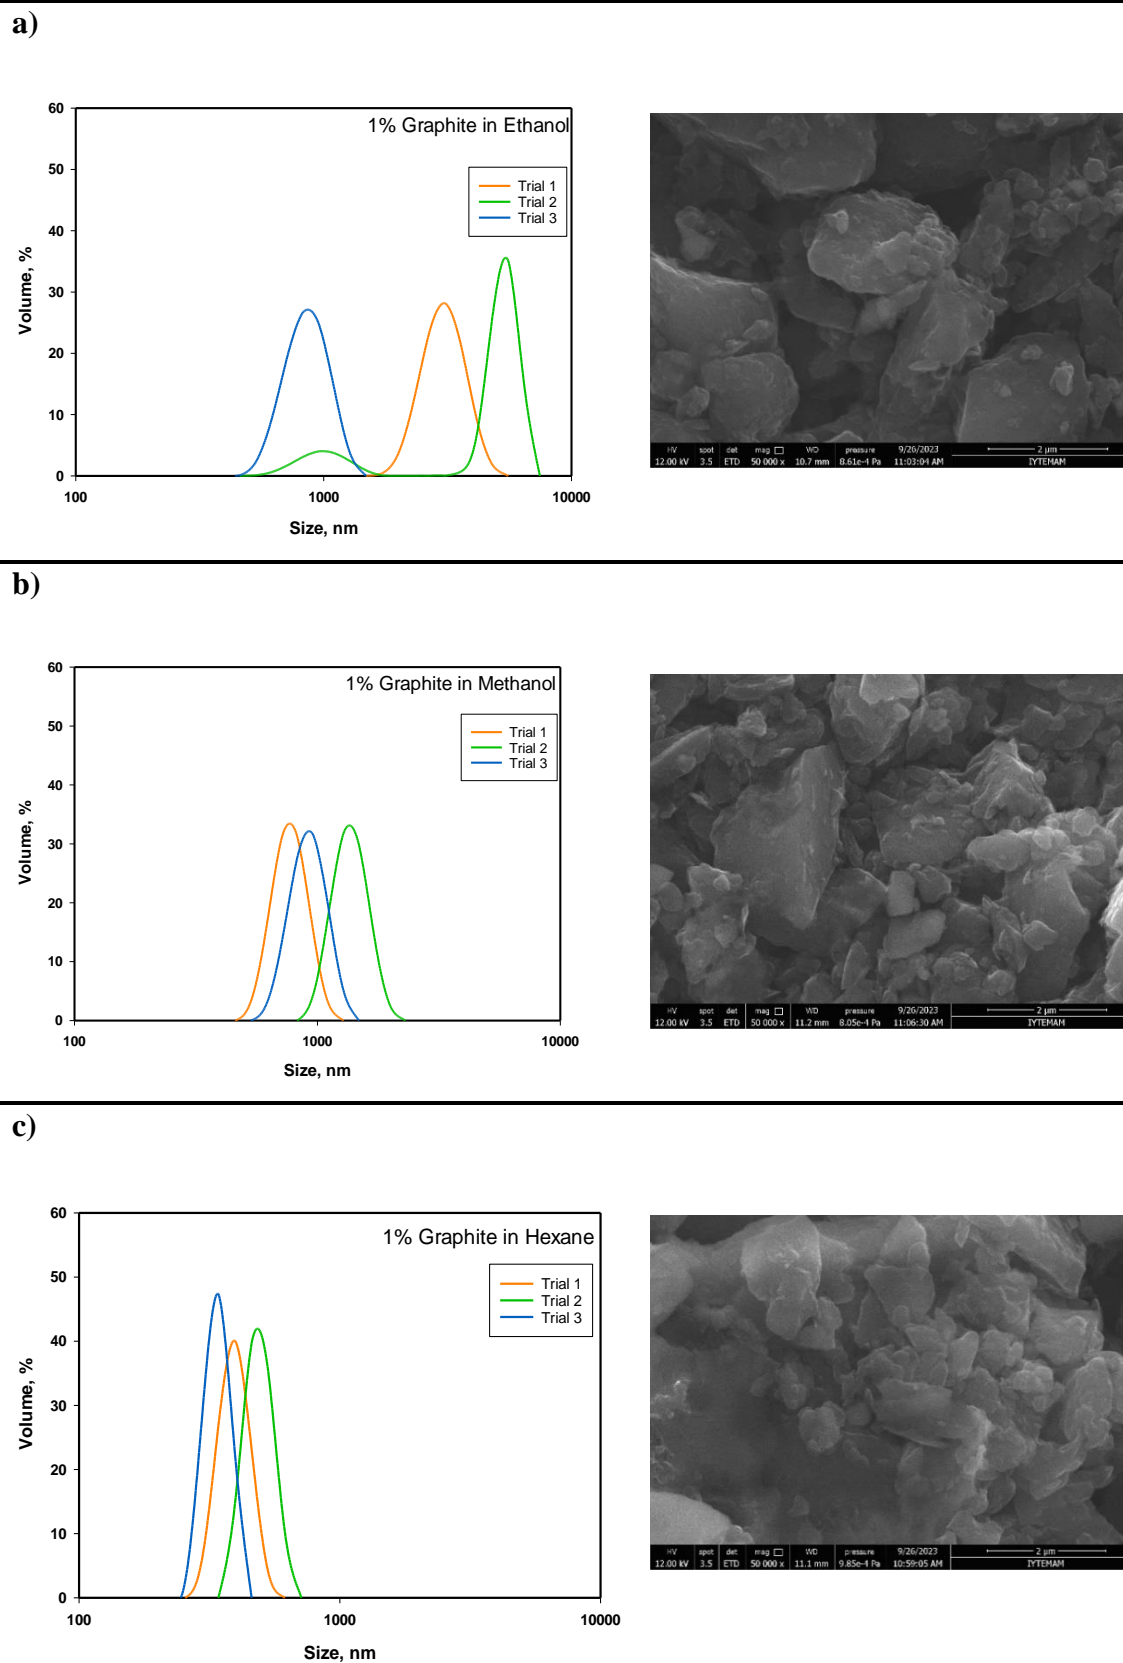 a)
60
1% Graphite in Ethanol
50
Trial 1
Trial 2
Trial 3
40
30
20
10
0
Volume, %
100 1000 10000
Size, nm
HV spot det mag WD pressure 9/26/2023 2 µm
12.00 kV 3.5 ETD 50 000 x 10.7 mm 8.61e-4 Pa 11:03:04 AM IYTEMAM
b)
60
1% Graphite in Methanol
50
Trial 1
Trial 2
Trial 3
40
30
20
10
0
Volume, %
100 1000 10000
Size, nm
HV spot det mag WD pressure 9/26/2023 2 µm
12.00 kV 3.5 ETD 50 000 x 11.2 mm 8.05e-4 Pa 11:06:30 AM IYTEMAM
c)
60
1% Graphite in Hexane
50
Trial 1
Trial 2
Trial 3
40
30
20
10
0
Volume, %
100 1000 10000
Size, nm
HV spot det mag WD pressure 9/26/2023 2 µm
12.00 kV 3.5 ETD 50 000 x 11.1 mm 9.85e-4 Pa 10:59:05 AM IYTEMAM